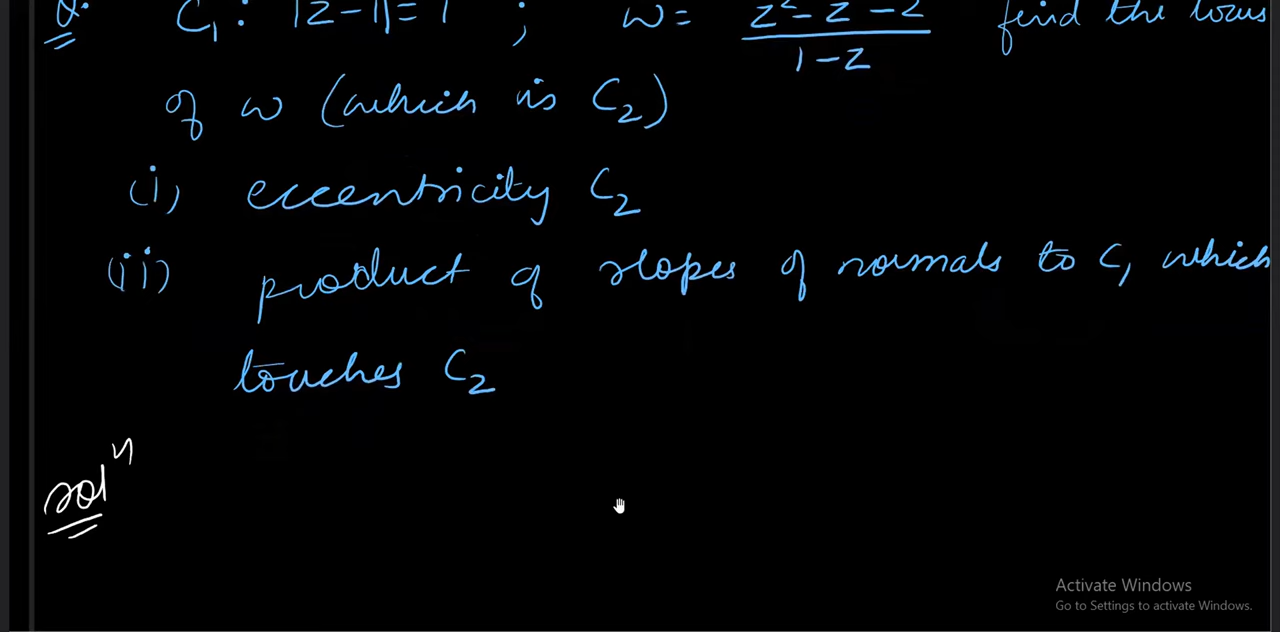 Q. C₁ : |z-1| = 1 ; w = (z² - z - 2)/(1 - z) find the locus
of w (which is C₂)
(i) eccentricity C₂
(ii) product of slopes of normals to C₁ which
touches C₂
solⁿ
Activate Windows
Go to Settings to activate Windows.